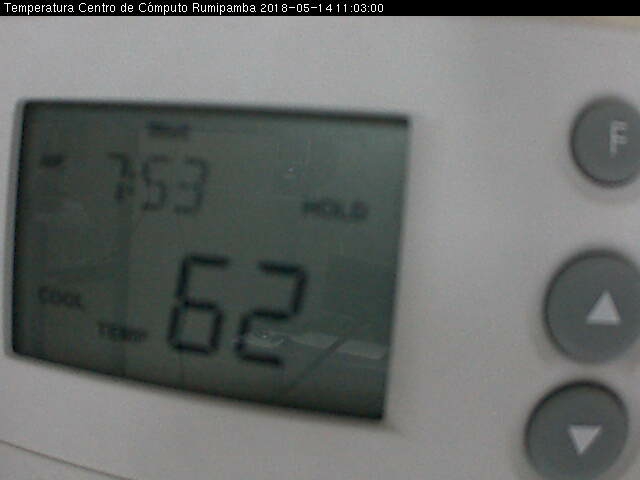 Temperatura Centro de Cómputo Rumipamba 2018-05-14 11:03:00
7:53
HOLD
62
COOL
TEMP
F